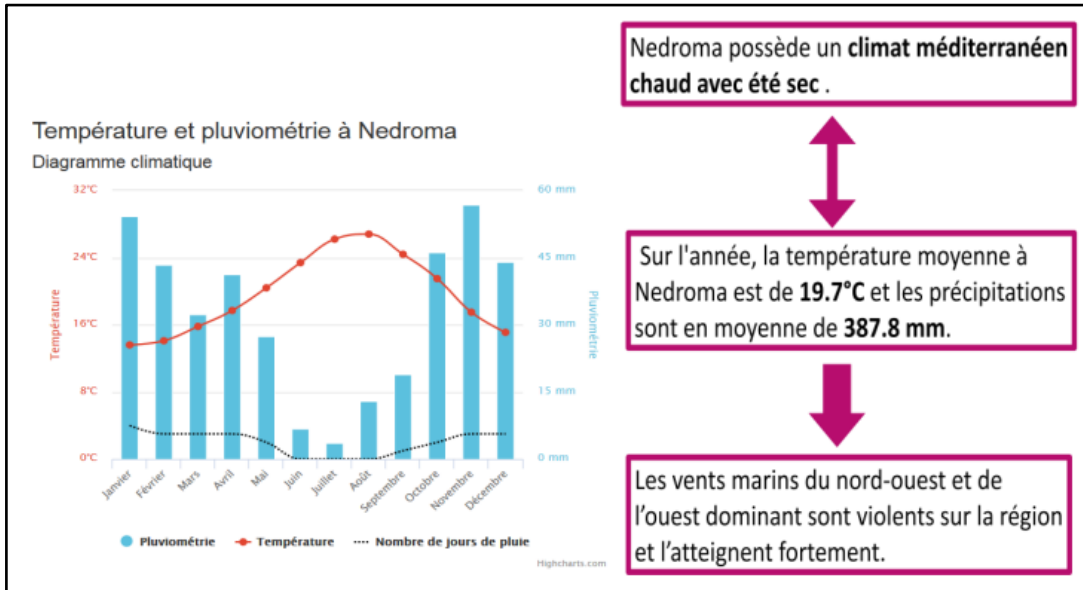 Température et pluviométrie à Nedroma
Diagramme climatique
32°C
24°C
16°C
8°C
0°C
Température
60 mm
45 mm
30 mm
15 mm
0 mm
Pluviométrie
Janvier
Février
Mars
Avril
Mai
Juin
Juillet
Août
Septembre
Octobre
Novembre
Décembre
Pluviométrie
Température
Nombre de jours de pluie
Highcharts.com
Nedroma possède un climat méditerranéen
chaud avec été sec .
Sur l'année, la température moyenne à
Nedroma est de 19.7°C et les précipitations
sont en moyenne de 387.8 mm.
Les vents marins du nord-ouest et de
l’ouest dominant sont violents sur la région
et l’atteignent fortement.